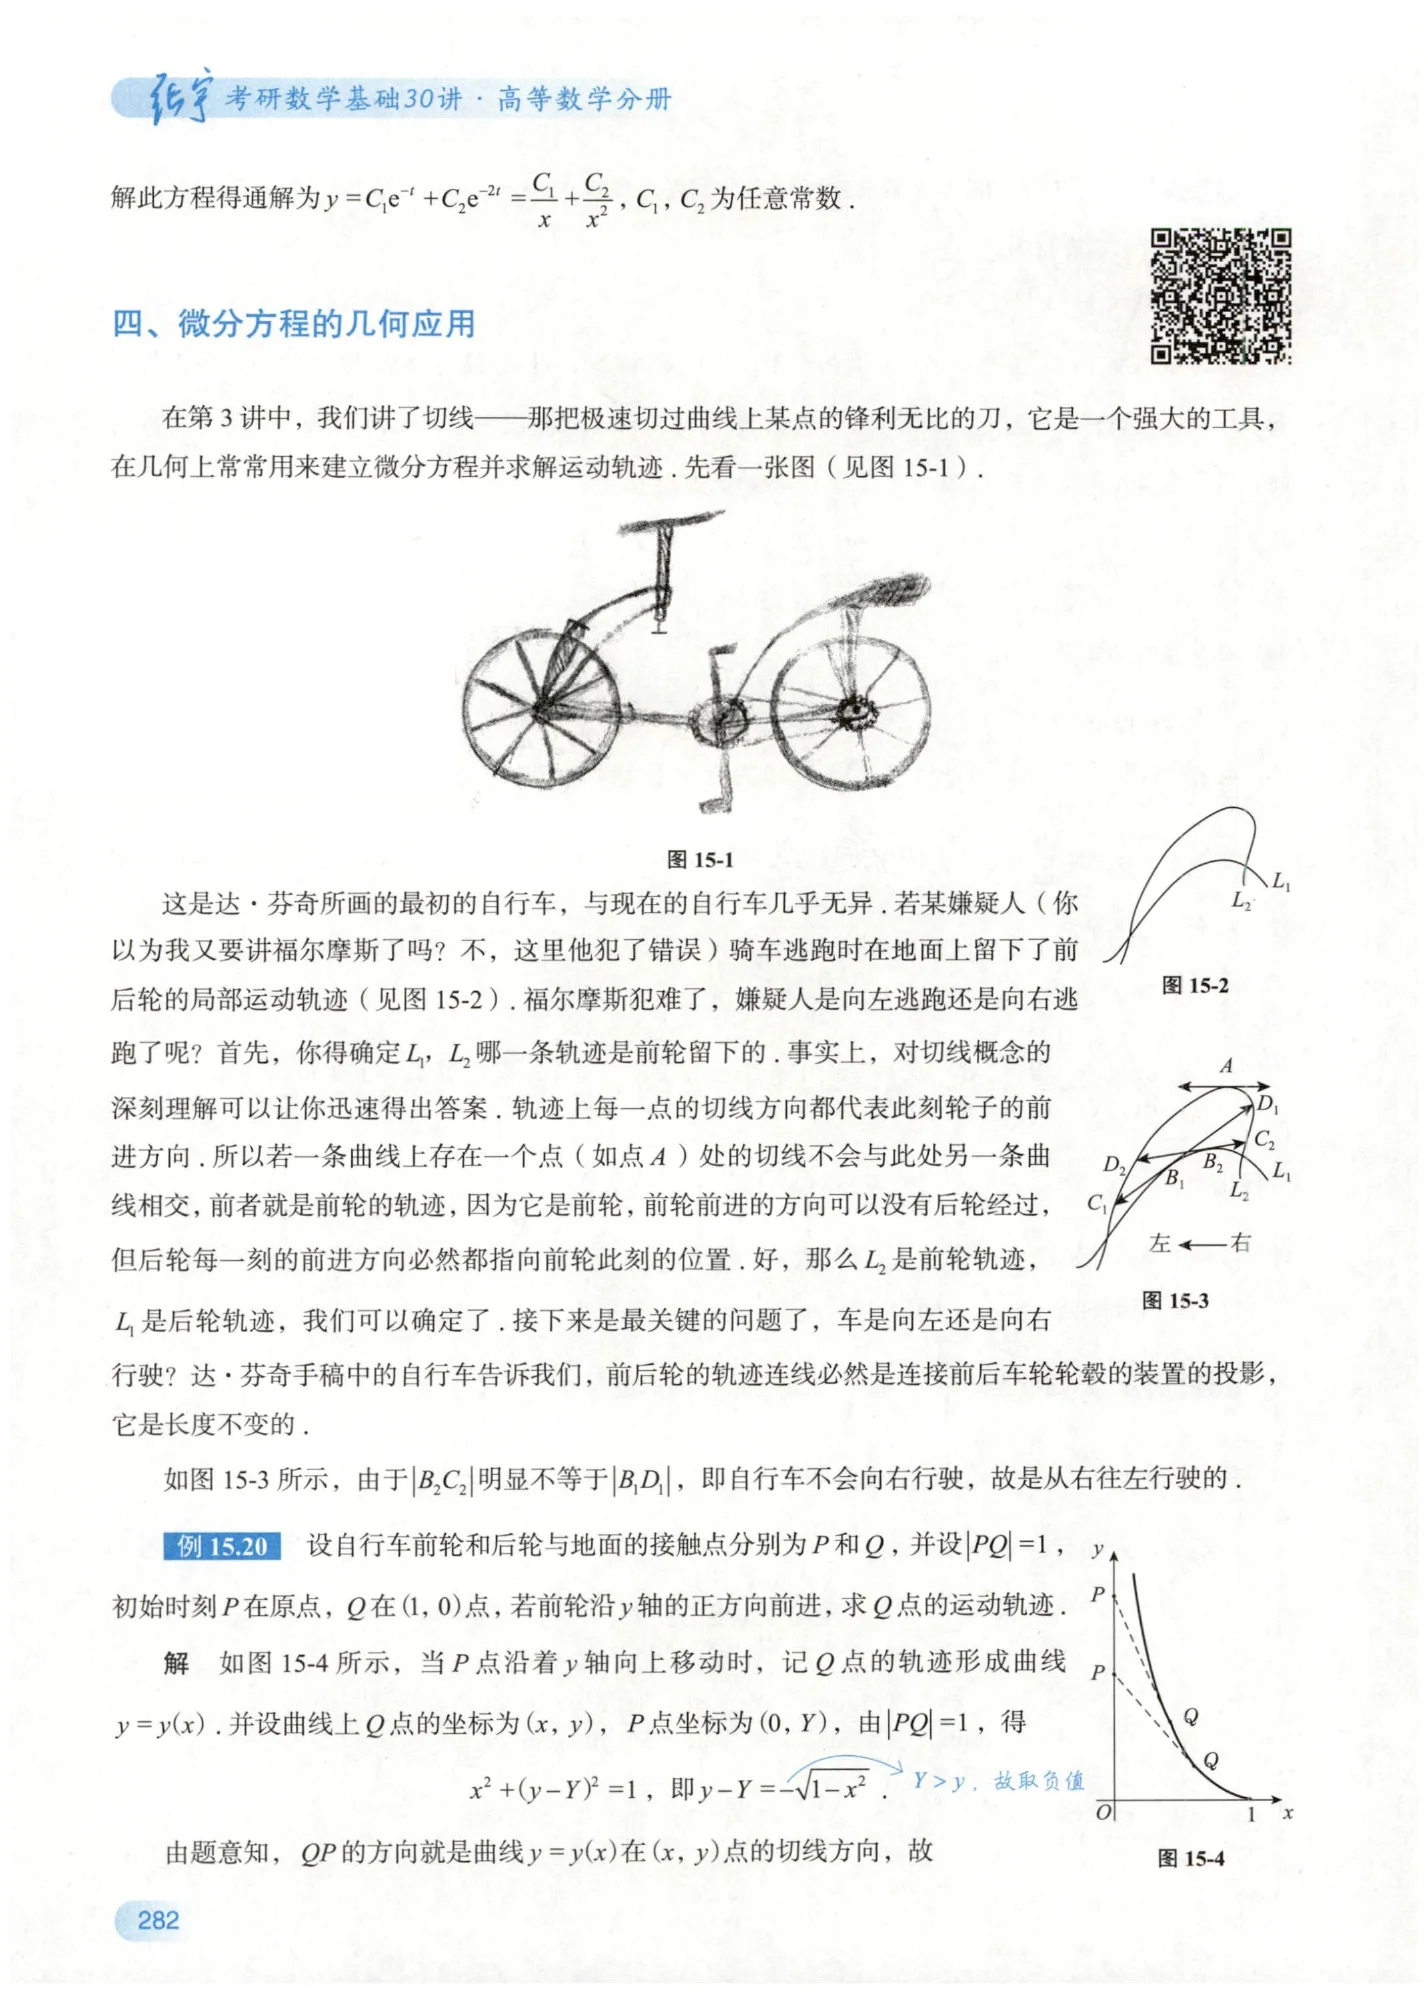 张宇 考研数学基础30讲·高等数学分册
解此方程得通解为 y = C₁e⁻ᵗ + C₂e⁻²ᵗ = C₁/x + C₂/x², C₁, C₂ 为任意常数.
四、微分方程的几何应用
在第 3 讲中，我们讲了切线——那把极速切过曲线上某点的锋利无比的刀，它是一个强大的工具，
在几何上常常用来建立微分方程并求解运动轨迹.先看一张图（见图 15-1）.
图 15-1
这是达·芬奇所画的最初的自行车，与现在的自行车几乎无异.若某嫌疑人（你
以为我又要讲福尔摩斯了吗？不，这里他犯了错误）骑车逃跑时在地面上留下了前
后轮的局部运动轨迹（见图 15-2）.福尔摩斯犯难了，嫌疑人是向左逃跑还是向右逃
跑了呢？首先，你得确定 L₁，L₂ 哪一条轨迹是前轮留下的.事实上，对切线概念的
深刻理解可以让你迅速得出答案.轨迹上每一点的切线方向都代表此刻轮子的前
进方向.所以若一条曲线上存在一个点（如点 A）处的切线不会与此处另一条曲
线相交，前者就是前轮的轨迹，因为它是前轮，前轮前进的方向可以没有后轮经过，
但后轮每一刻的前进方向必然都指向前轮此刻的位置.好，那么 L₂ 是前轮轨迹，
L₁ 是后轮轨迹，我们可以确定了.接下来是最关键的问题了，车是向左还是向右
行驶？达·芬奇手稿中的自行车告诉我们，前后轮的轨迹连线必然是连接前后车轮轮毂的装置的投影，
它是长度不变的.
L₁
L₂
图 15-2
A
D₁
C₂
D₂
B₂
B₁
L₁
L₂
C₁
左 ← 右
图 15-3
如图 15-3 所示，由于|B₂C₂|明显不等于|B₁D₁|，即自行车不会向右行驶，故是从右往左行驶的.
例 15.20 设自行车前轮和后轮与地面的接触点分别为 P 和 Q，并设|PQ|=1，
初始时刻 P 在原点，Q 在(1, 0)点，若前轮沿 y 轴的正方向前进，求 Q 点的运动轨迹.
解 如图 15-4 所示，当 P 点沿着 y 轴向上移动时，记 Q 点的轨迹形成曲线
y = y(x).并设曲线上 Q 点的坐标为 (x, y)，P 点坐标为 (0, Y)，由|PQ|=1，得
x² + (y − Y)² = 1，即 y − Y = −√(1 − x²).
Y > y，故取负值
由题意知，QP 的方向就是曲线 y = y(x)在(x, y)点的切线方向，故
y
P
P
Q
Q
O
1
x
图 15-4
282